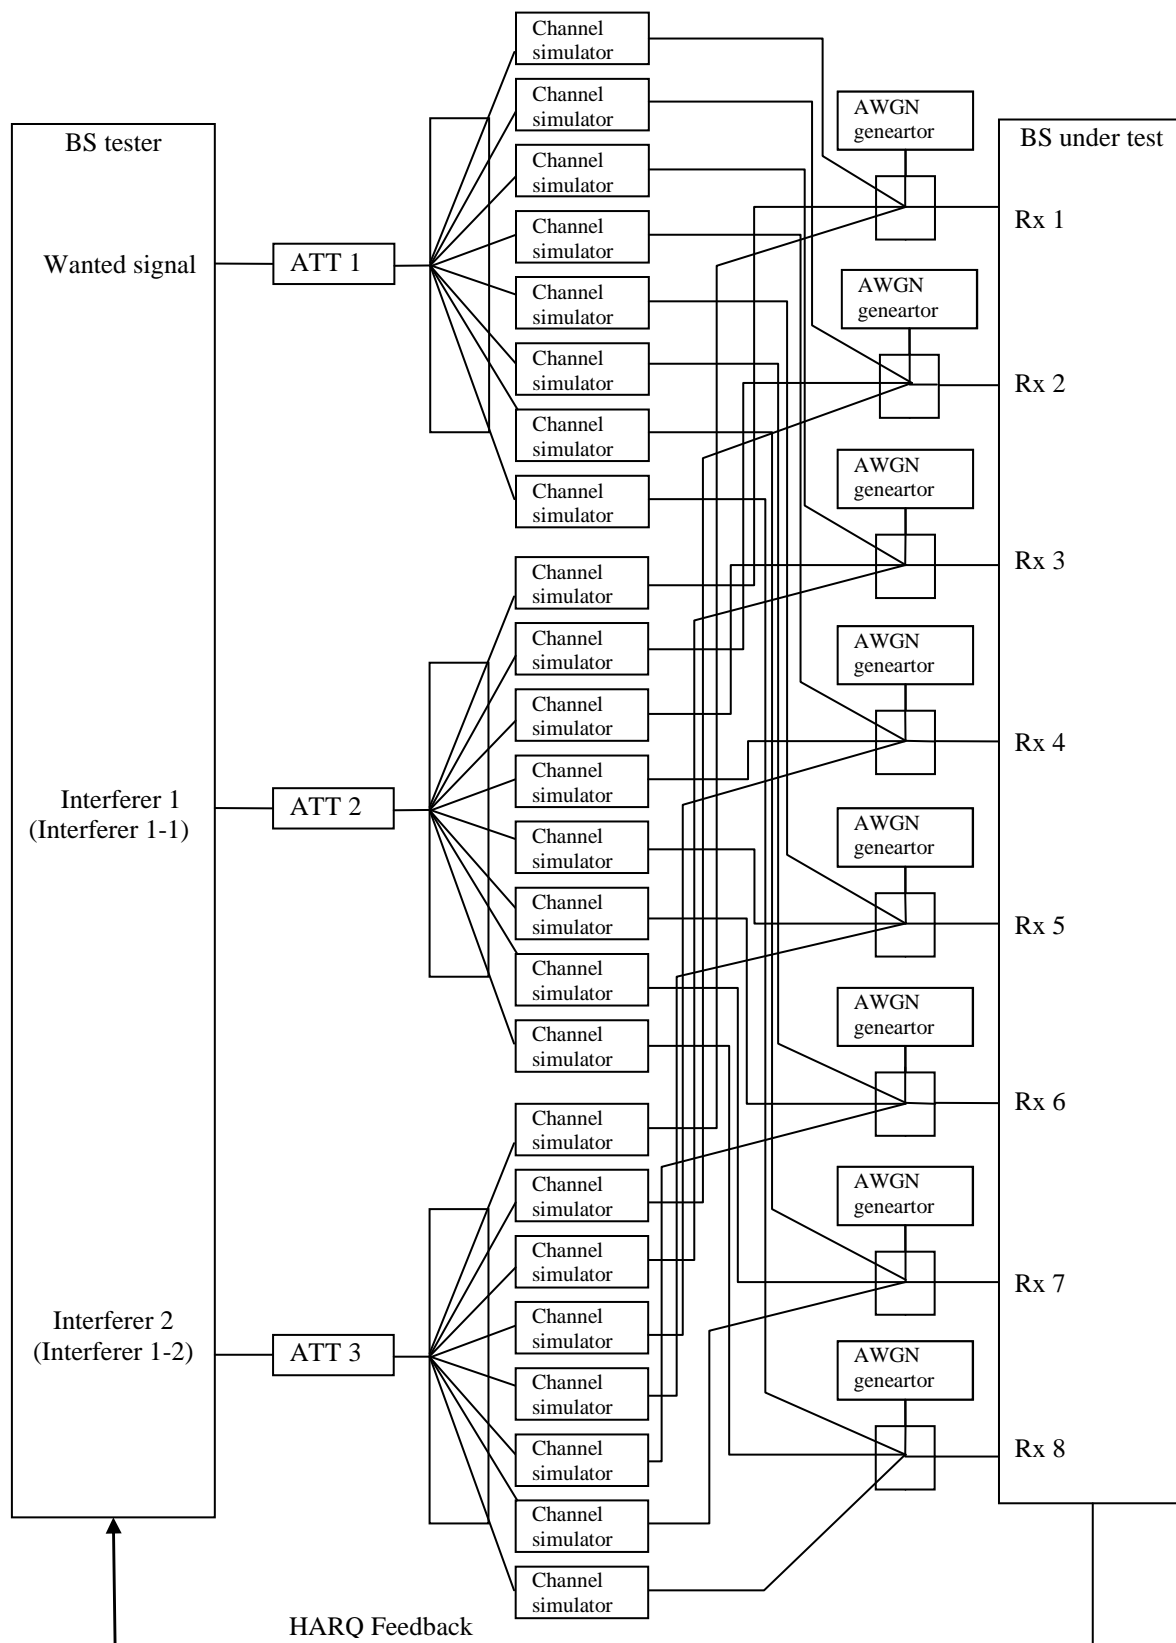 BS tester
Wanted signal
Interferer 1
(Interferer 1-1)
Interferer 2
(Interferer 1-2)
ATT 1
ATT 2
ATT 3
Channel
simulator
Channel
simulator
Channel
simulator
Channel
simulator
Channel
simulator
Channel
simulator
Channel
simulator
Channel
simulator
Channel
simulator
Channel
simulator
Channel
simulator
Channel
simulator
Channel
simulator
Channel
simulator
Channel
simulator
Channel
simulator
Channel
simulator
Channel
simulator
Channel
simulator
Channel
simulator
Channel
simulator
Channel
simulator
Channel
simulator
Channel
simulator
AWGN
geneartor
AWGN
geneartor
AWGN
geneartor
AWGN
geneartor
AWGN
geneartor
AWGN
geneartor
AWGN
geneartor
AWGN
geneartor
BS under test
Rx 1
Rx 2
Rx 3
Rx 4
Rx 5
Rx 6
Rx 7
Rx 8
HARQ Feedback